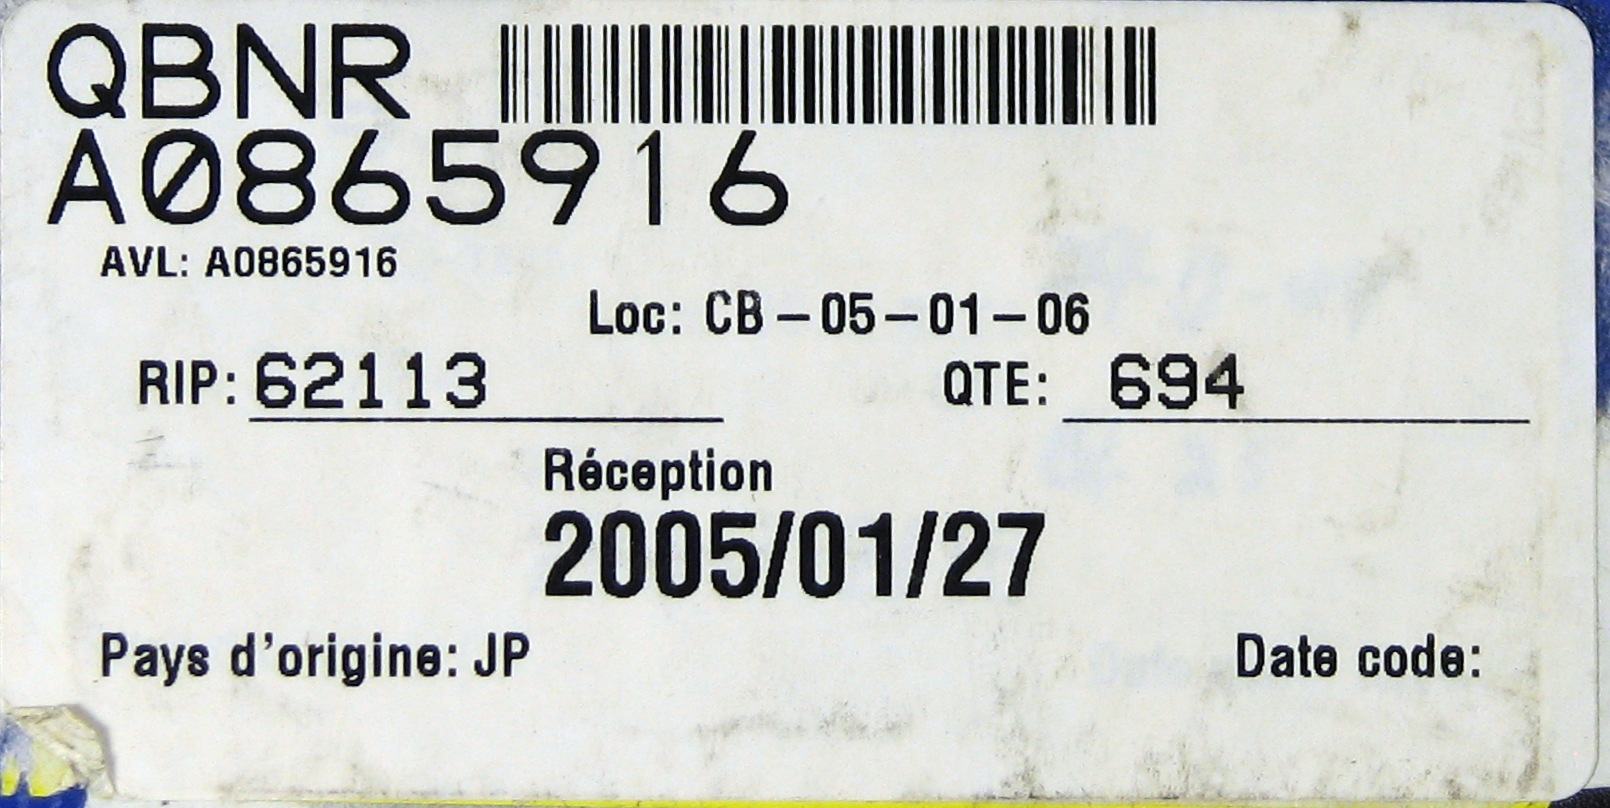 QBNR
A0865916
AVL: A0865916
Loc: CB-05-01-06
RIP: 62113 QTE: 694
Réception
2005/01/27
Pays d'origine: JP Date code: